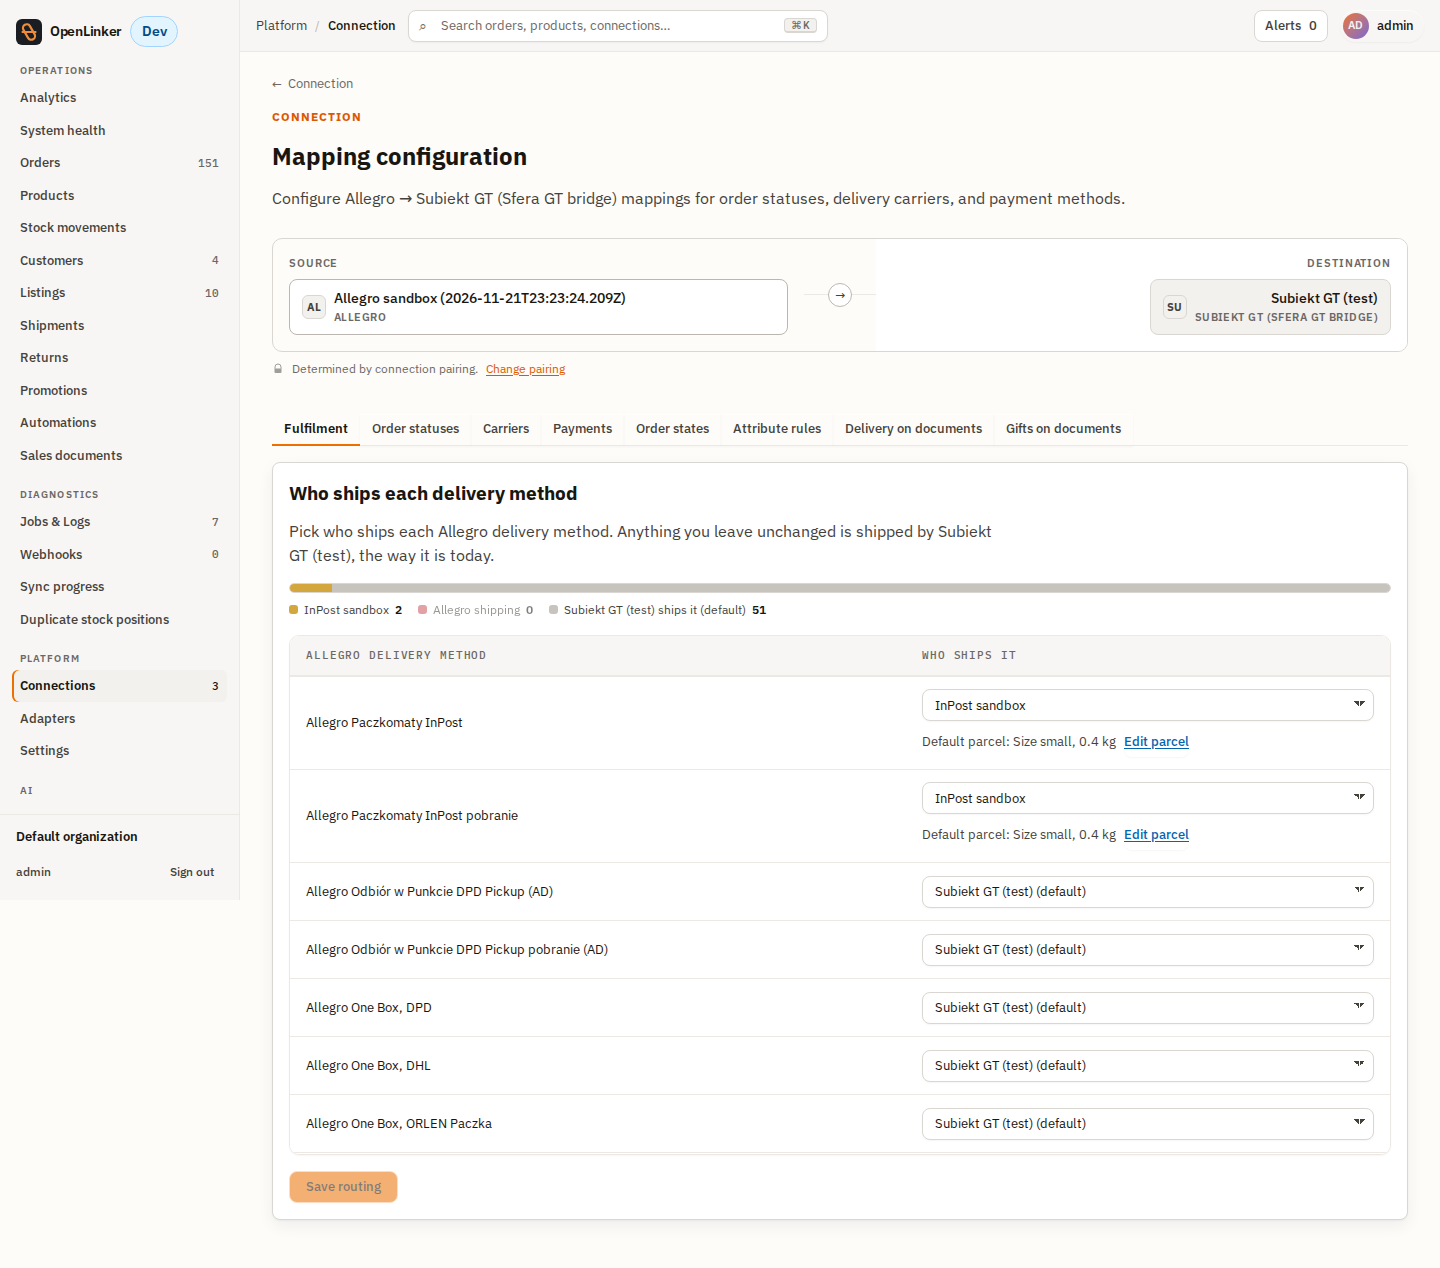 OpenLinker
Dev
OPERATIONS
Analytics
System health
Orders 151
Products
Stock movements
Customers 4
Listings 10
Shipments
Returns
Promotions
Automations
Sales documents
DIAGNOSTICS
Jobs & Logs 7
Webhooks 0
Sync progress
Duplicate stock positions
PLATFORM
Connections 3
Adapters
Settings
AI
Default organization
admin Sign out
Platform / Connection
Search orders, products, connections... ⌘K
Alerts 0
AD admin
← Connection
CONNECTION
Mapping configuration
Configure Allegro → Subiekt GT (Sfera GT bridge) mappings for order statuses, delivery carriers, and payment methods.
SOURCE
AL Allegro sandbox (2026-11-21T23:23:24.209Z)
ALLEGRO
→
DESTINATION
SU Subiekt GT (test)
SUBIEKT GT (SFERA GT BRIDGE)
Determined by connection pairing. Change pairing
Fulfilment Order statuses Carriers Payments Order states Attribute rules Delivery on documents Gifts on documents
Who ships each delivery method
Pick who ships each Allegro delivery method. Anything you leave unchanged is shipped by Subiekt
GT (test), the way it is today.
InPost sandbox 2 Allegro shipping 0 Subiekt GT (test) ships it (default) 51
ALLEGRO DELIVERY METHOD WHO SHIPS IT
Allegro Paczkomaty InPost
InPost sandbox
Default parcel: Size small, 0.4 kg Edit parcel
Allegro Paczkomaty InPost pobranie
InPost sandbox
Default parcel: Size small, 0.4 kg Edit parcel
Allegro Odbiór w Punkcie DPD Pickup (AD) Subiekt GT (test) (default)
Allegro Odbiór w Punkcie DPD Pickup pobranie (AD) Subiekt GT (test) (default)
Allegro One Box, DPD Subiekt GT (test) (default)
Allegro One Box, DHL Subiekt GT (test) (default)
Allegro One Box, ORLEN Paczka Subiekt GT (test) (default)
Save routing